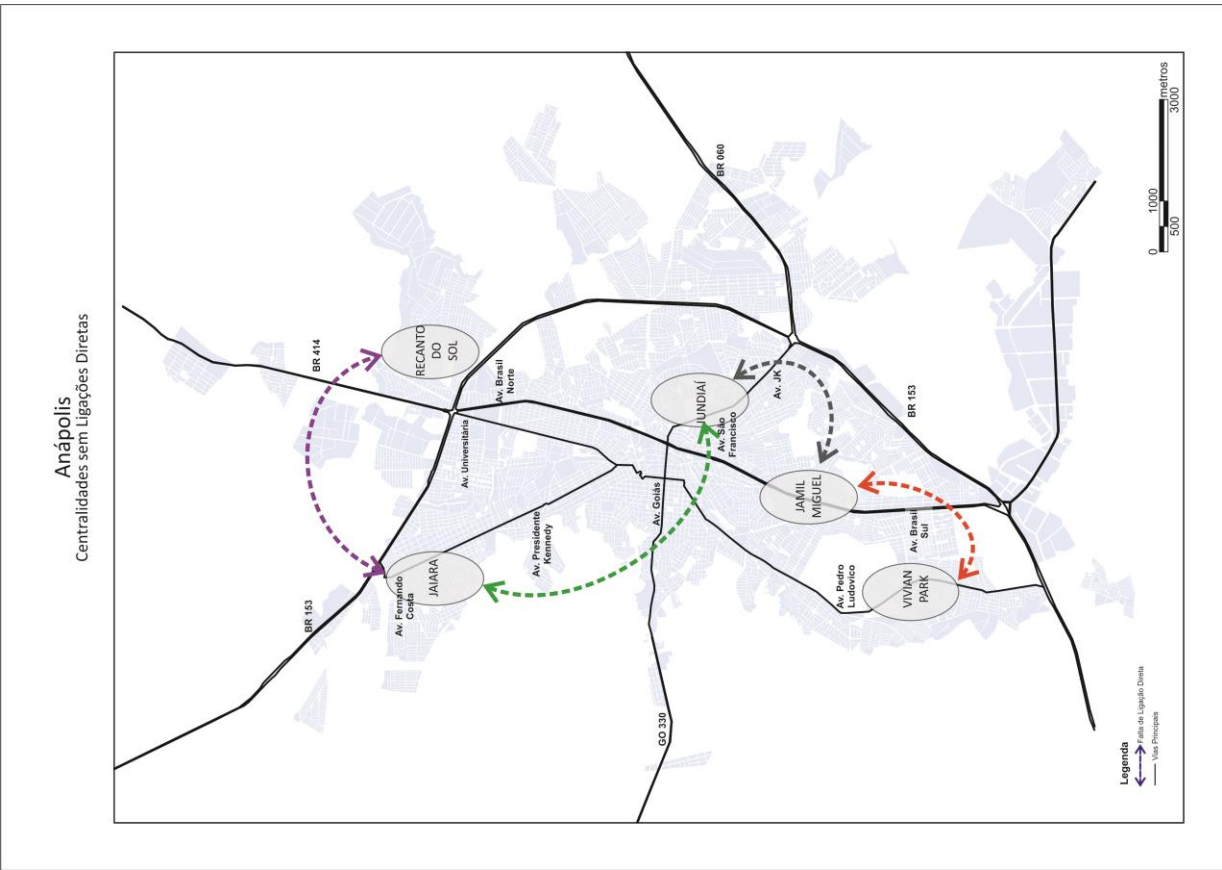 Anápolis
Centralidades sem Ligações Diretas
BR 414
BR 153
RECANTO
DO
SOL
Av. Brasil
Norte
Av. Universitária
JAIARA
Av. Fernando
Costa
Av. Presidente
Kennedy
BR 060
JUNDIAÍ
Av. São
Francisco
Av. JK
Av. Goiás
GO 330
BR 153
JAMIL
MIGUEL
Av. Brasil
Sul
Av. Pedro
Ludovico
VIVIAN
PARK
Legenda
Falta de Ligação Direta
Vias Principais
0
500
1000
3000
metros